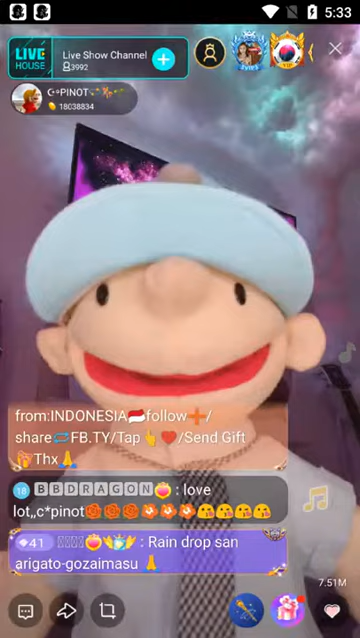 5:33
LIVE
HOUSE
Live Show Channel
3992
C•°PINOT
18038834
from:INDONESIA🇮🇩follow➕/
share🔁FB.TY/Tap👆❤️/Send Gift
🎁Thx🙏
18 🅱🅱🅳🆁🅰🅶🅾🅽 : love
lot,,c*pinot🌹🌹🌹🌺🌺🌺😘😘😘😘
41 : Rain drop san
arigato-gozaimasu 🙏
7.51M